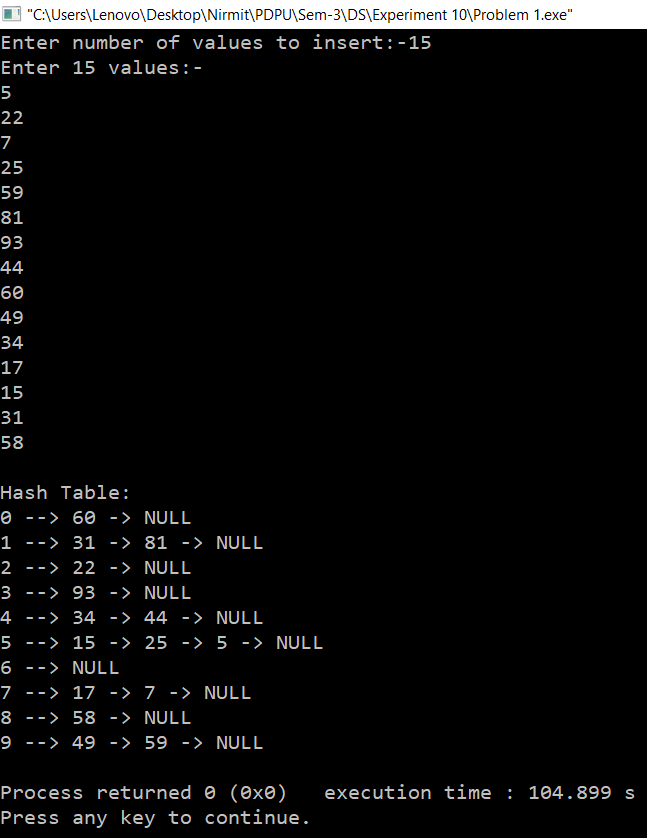 "C:\Users\Lenovo\Desktop\Nirmit\PDPU\Sem-3\DS\Experiment 10\Problem 1.exe"
Enter number of values to insert:-15
Enter 15 values:-
5
22
7
25
59
81
93
44
60
49
34
17
15
31
58
Hash Table:
0 --> 60 -> NULL
1 --> 31 -> 81 -> NULL
2 --> 22 -> NULL
3 --> 93 -> NULL
4 --> 34 -> 44 -> NULL
5 --> 15 -> 25 -> 5 -> NULL
6 --> NULL
7 --> 17 -> 7 -> NULL
8 --> 58 -> NULL
9 --> 49 -> 59 -> NULL
Process returned 0 (0x0)   execution time : 104.899 s
Press any key to continue.